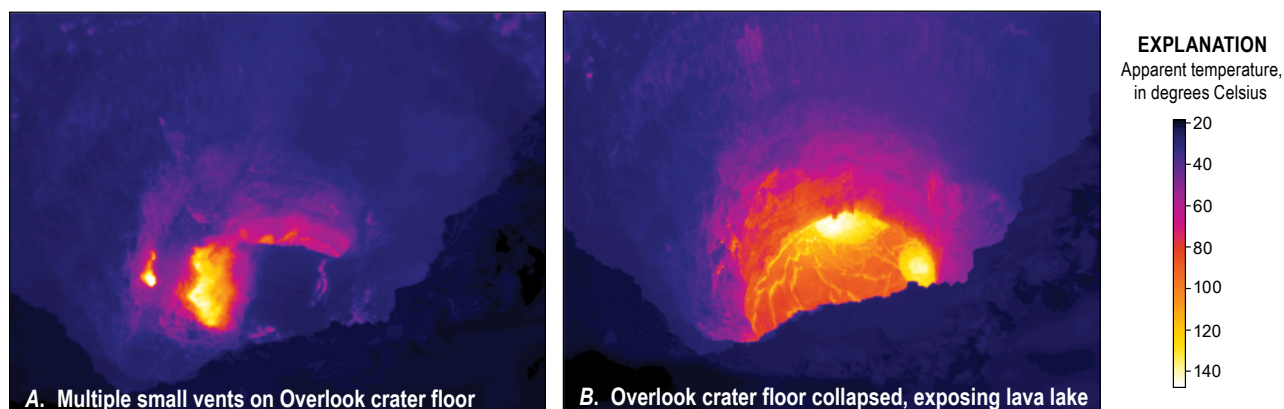 A. Multiple small vents on Overlook crater floor
B. Overlook crater floor collapsed, exposing lava lake
EXPLANATION
Apparent temperature,
in degrees Celsius
20
40
60
80
100
120
140